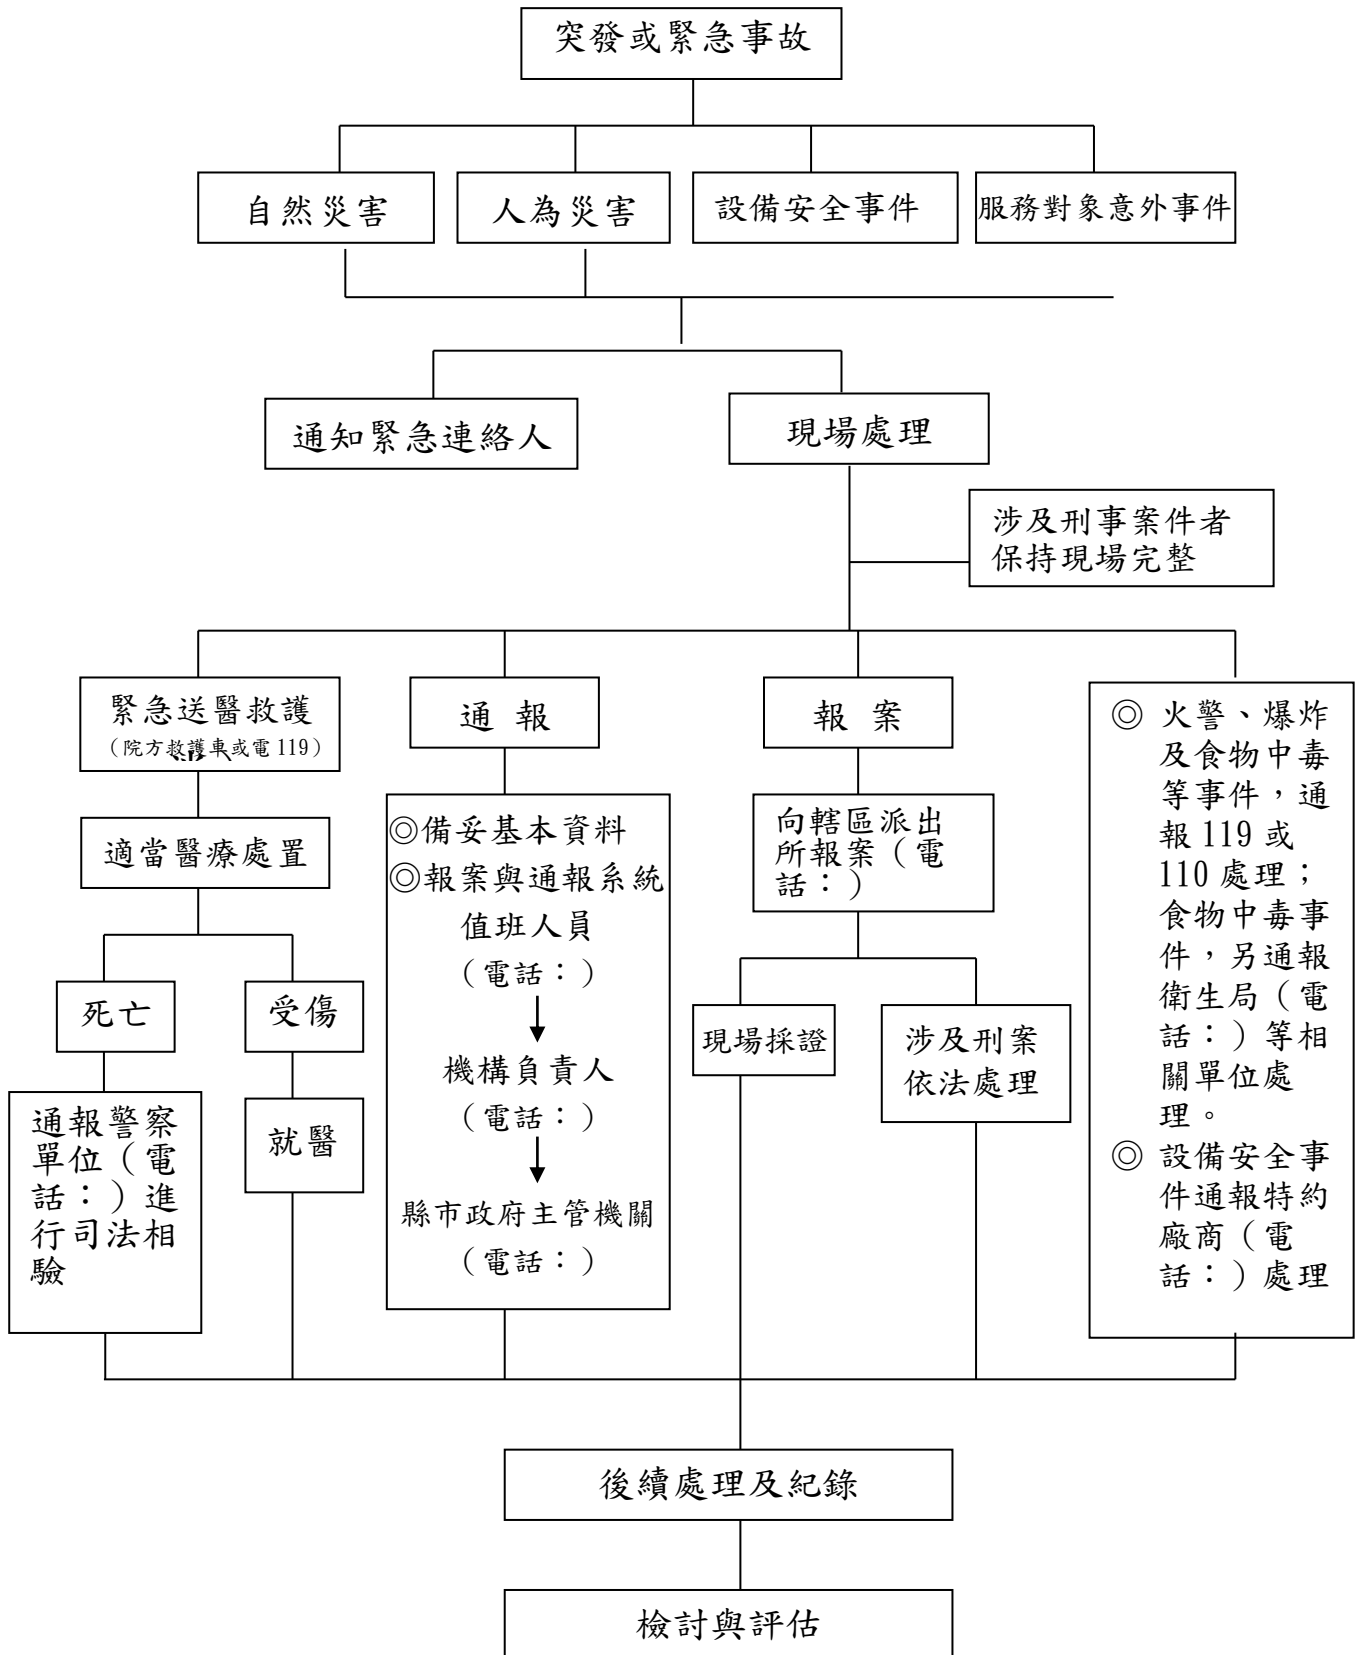 突發或緊急事故
自然災害
人為災害
設備安全事件
服務對象意外事件
通知緊急連絡人
現場處理
涉及刑事案件者
保持現場完整
緊急送醫救護
（院方救護車或電119）
通 報
報 案
◎ 火警、爆炸
及食物中毒
等事件，通
報119或
110處理；
食物中毒事
件，另通報
衛生局（電
話：）等相
關單位處
理。
◎ 設備安全事
件通報特約
廠商（電
話：）處理
適當醫療處置
◎備妥基本資料
◎報案與通報系統
值班人員
（電話：）
機構負責人
（電話：）
縣市政府主管機關
（電話：）
向轄區派出
所報案（電
話：）
死亡
受傷
現場採證
涉及刑案
依法處理
通報警察
單位（電
話：）進
行司法相
驗
就醫
後續處理及紀錄
檢討與評估